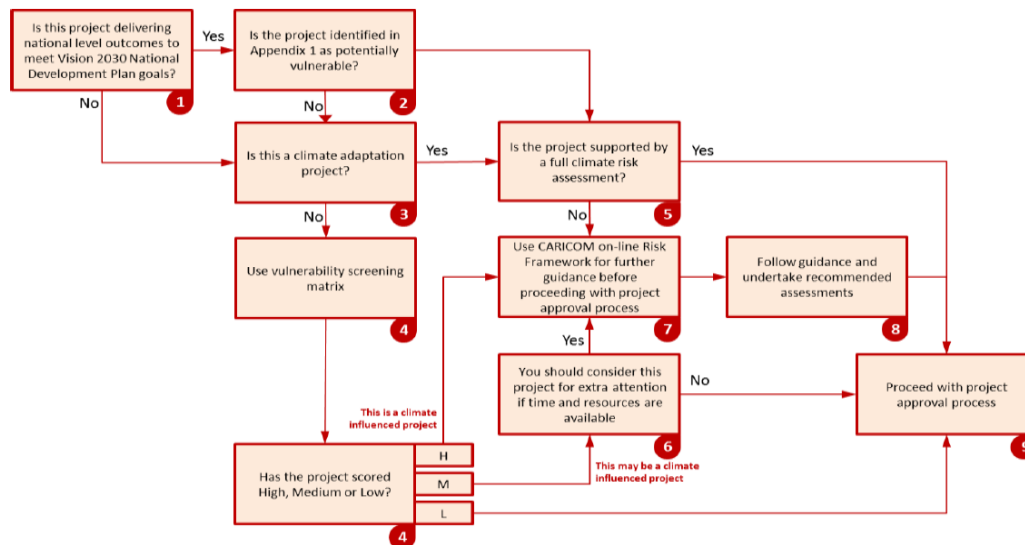 Is this project delivering
national level outcomes to
meet Vision 2030 National
Development Plan goals?
1
Yes
No
Is the project identified in
Appendix 1 as potentially
vulnerable?
2
No
Is this a climate adaptation
project?
3
Yes
No
Is the project supported by
a full climate risk
assessment?
5
Yes
No
Use vulnerability screening
matrix
4
Use CARICOM on-line Risk
Framework for further
guidance before
proceeding with project
approval process
7
Follow guidance and
undertake recommended
assessments
8
Yes
You should consider this
project for extra attention
if time and resources are
available
6
No
Proceed with project
approval process
9
This is a climate
influenced project
Has the project scored
High, Medium or Low?
4
H
M
L
This may be a climate
influenced project